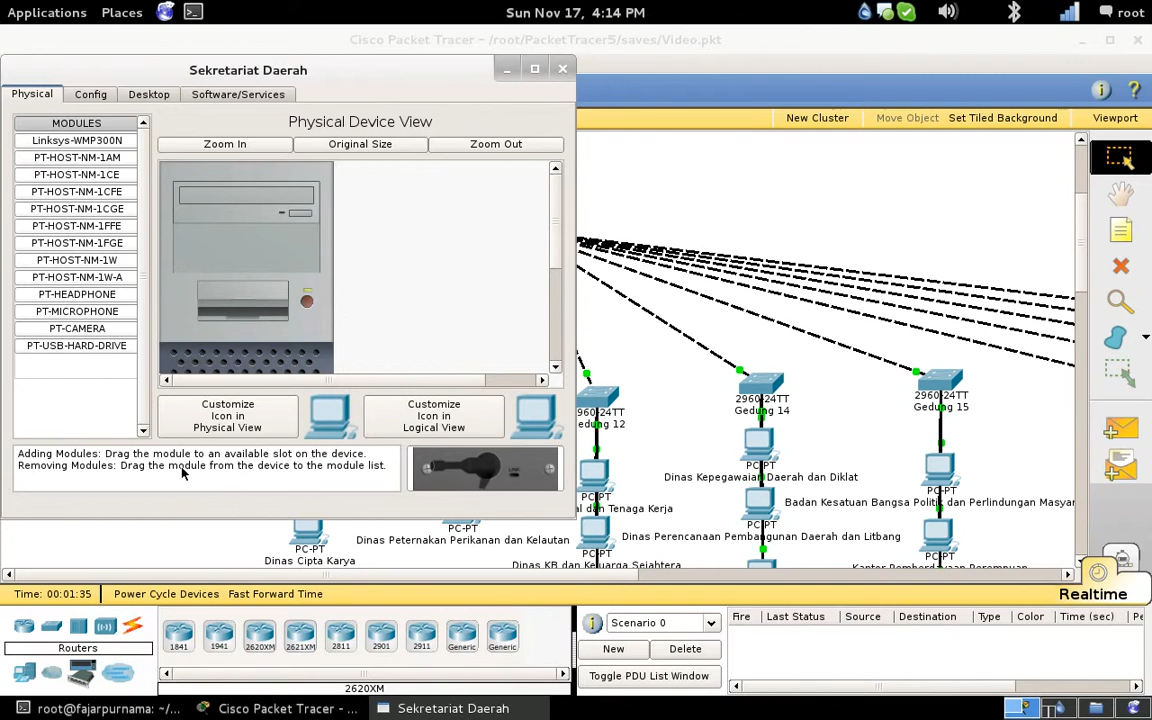 Applications Places Sun Nov 17, 4:14 PM root
Cisco Packet Tracer - /root/PacketTracer5/saves/Video.pkt
Sekretariat Daerah
Physical Config Desktop Software/Services
New Cluster Move Object Set Tiled Background Viewport
MODULES
Linksys-WMP300N
PT-HOST-NM-1AM
PT-HOST-NM-1CE
PT-HOST-NM-1CFE
PT-HOST-NM-1CGE
PT-HOST-NM-1FFE
PT-HOST-NM-1FGE
PT-HOST-NM-1W
PT-HOST-NM-1W-A
PT-HEADPHONE
PT-MICROPHONE
PT-CAMERA
PT-USB-HARD-DRIVE
Physical Device View
Zoom In Original Size Zoom Out
Customize
Icon in
Physical View
Customize
Icon in
Logical View
Adding Modules: Drag the module to an available slot on the device.
Removing Modules: Drag the module from the device to the module list.
960-24TT
edung 12
2960-24TT
Gedung 14
2960-24TT
Gedung 15
PC-PT
Dinas Kepegawaian Daerah dan Diklat
PC-PT
al dan Tenaga Kerja
PC-PT
Badan Kesatuan Bangsa Politik dan Perlindungan Masyar
PC-PT
Dinas Cipta Karya
PC-PT
Dinas Peternakan Perikanan dan Kelautan
PC-PT
Dinas KB dan Keluarga Sejahtera
PC-PT
Dinas Perencanaan Pembangunan Daerah dan Litbang
PC-PT
Kantor Pemberdayaan Perempuan
Time: 00:01:35 Power Cycle Devices Fast Forward Time Realtime
Routers
1841 1941 2620XM 2621XM 2811 2901 2911 Generic Generic
2620XM
Scenario 0
New Delete
Toggle PDU List Window
Fire Last Status Source Destination Type Color Time (sec) Pe
root@fajarpurnama: ~/... Cisco Packet Tracer - ... Sekretariat Daerah